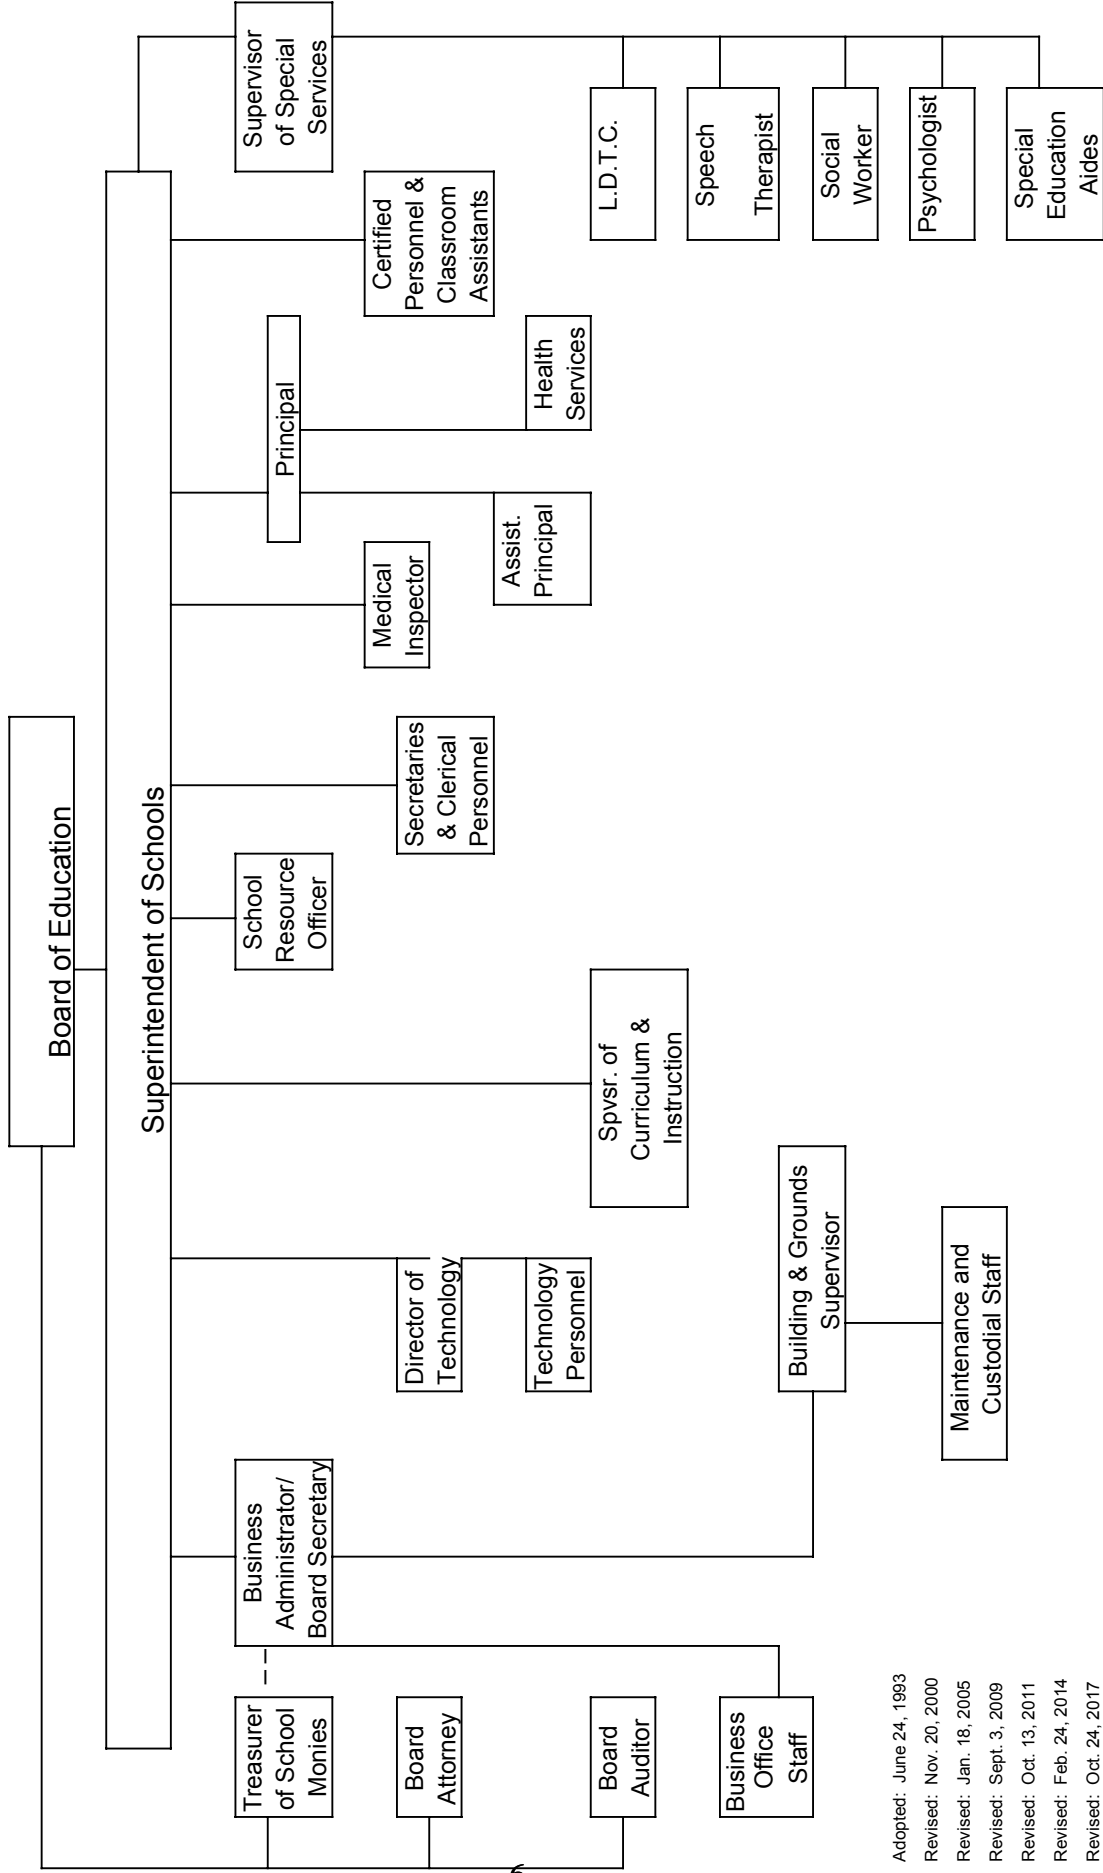 Board of Education
Superintendent of Schools
Treasurer
of School
Monies
Business
Administrator/
Board Secretary
School
Resource
Officer
Principal
Supervisor
of Special
Services
Board
Attorney
Director of
Technology
Secretaries
& Clerical
Personnel
Medical
Inspector
Certified
Personnel &
Classroom
Assistants
Technology
Personnel
Assist.
Principal
Health
Services
Board
Auditor
Spvsr. of
Curriculum &
Instruction
L.D.T.C.
Speech
Therapist
Social
Worker
Psychologist
Special
Education
Aides
Business
Office
Staff
Building & Grounds
Supervisor
Maintenance and
Custodial Staff
Adopted: June 24, 1993
Revised: Nov. 20, 2000
Revised: Jan. 18, 2005
Revised: Sept. 3, 2009
Revised: Oct. 13, 2011
Revised: Feb. 24, 2014
Revised: Oct. 24, 2017